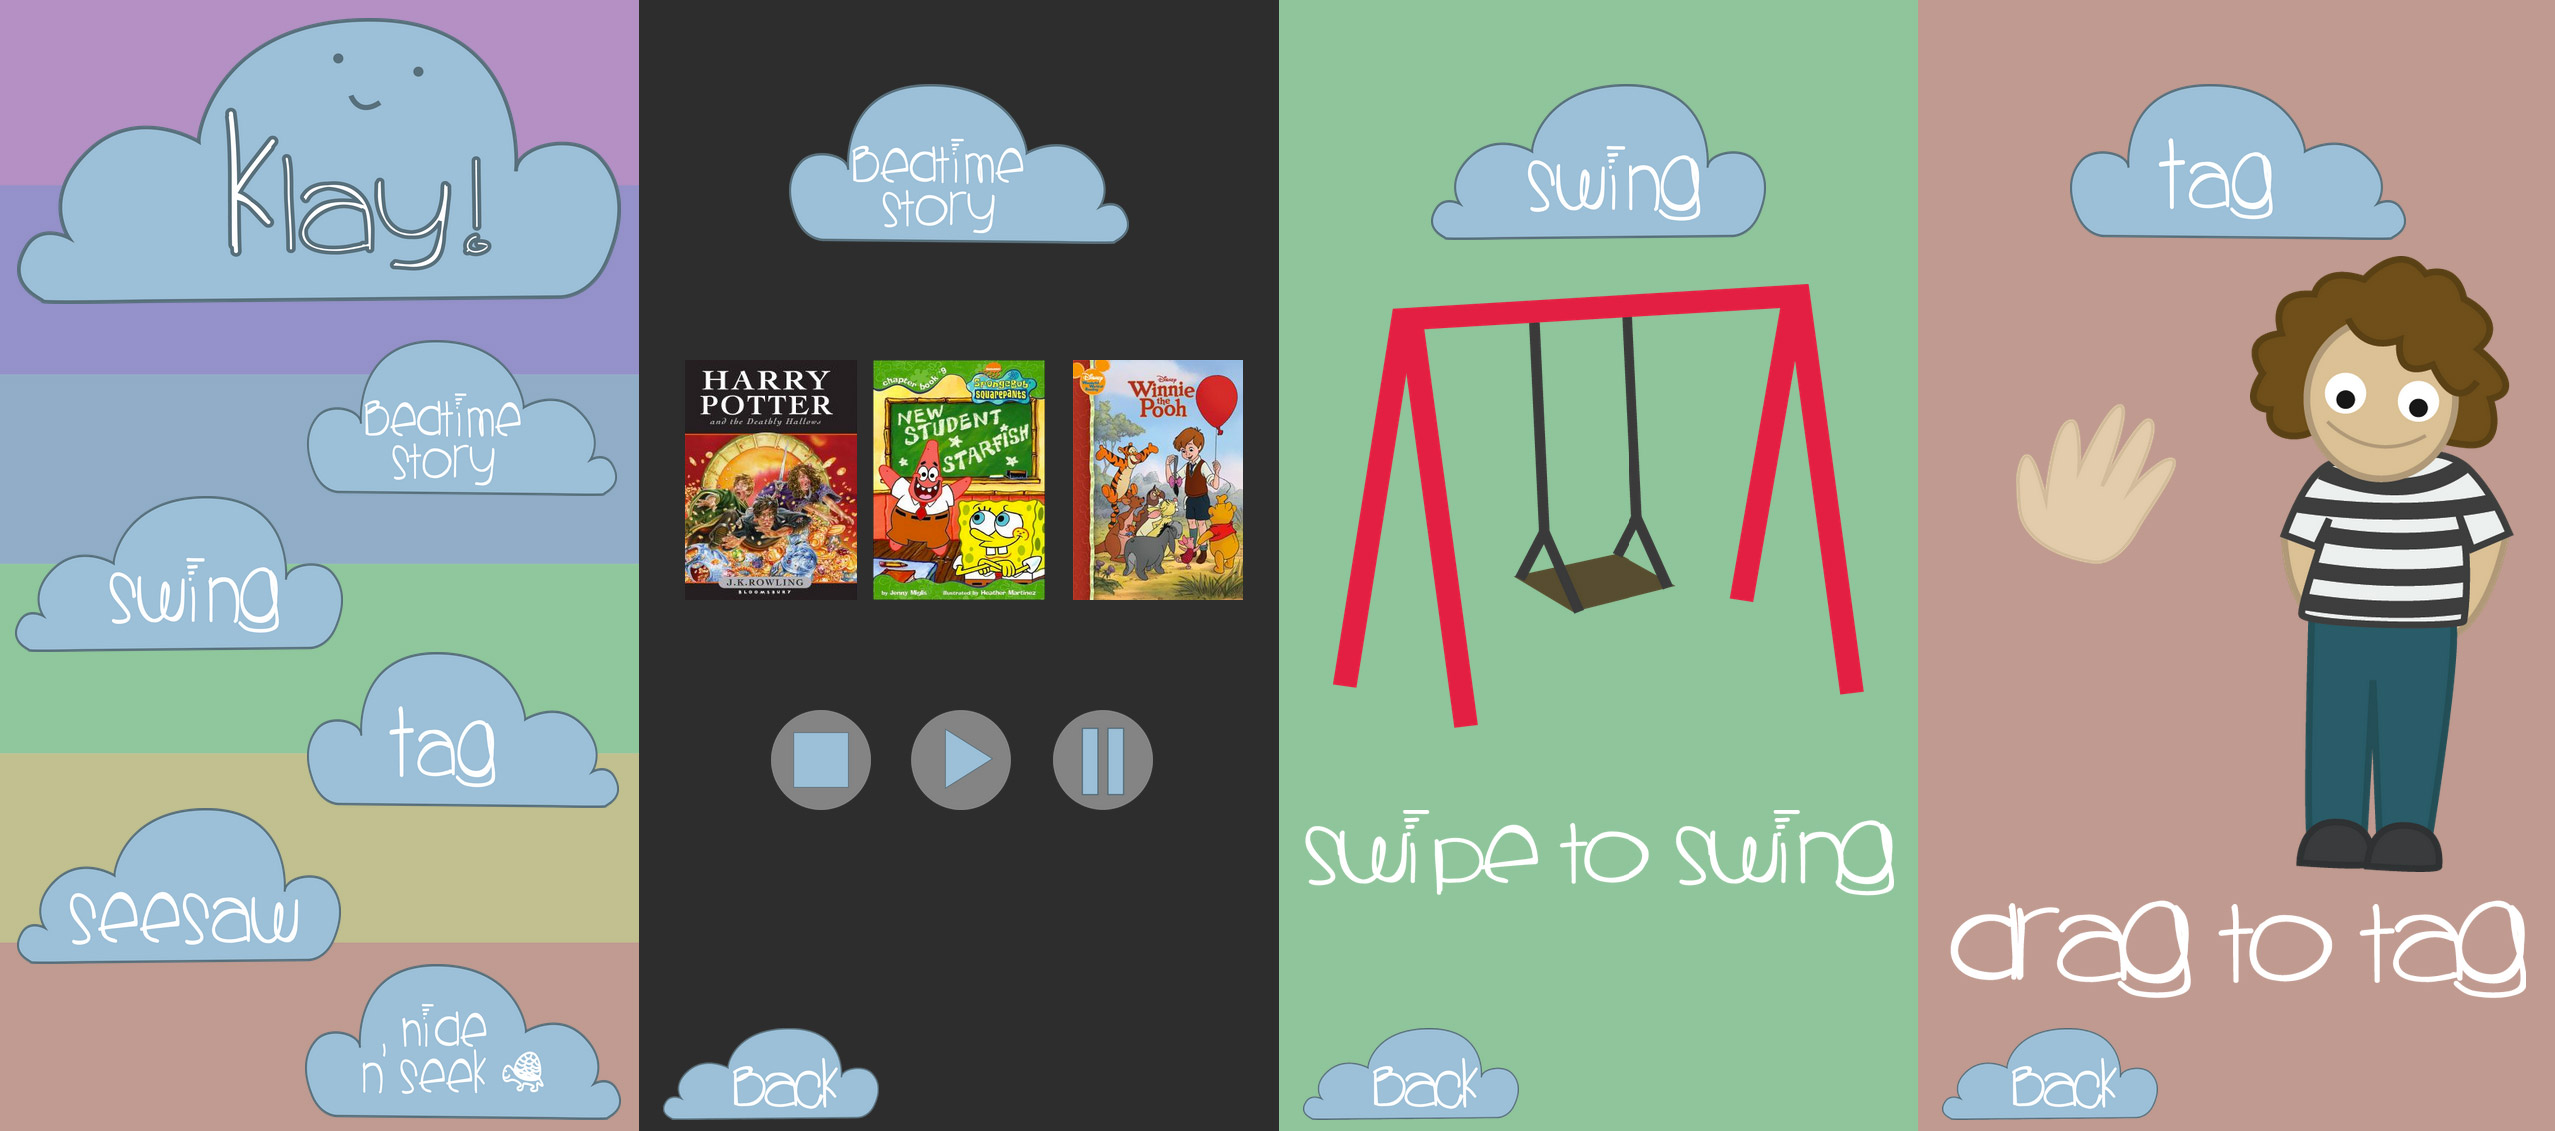 Klay!
Bedtime
story
swing
tag
seesaw
hide
n' seek
Back
Bedtime
story
HARRY
POTTER
and the Deathly Hallows
J.K.ROWLING
BLOOMSBURY
chapter book #9
SpongeBob
squarepants
NEW
STUDENT
STARFISH
by Jenny Miglis
Illustrated by Heather Martinez
Disney
Disney
Winnie
the
Pooh
swing
swipe to swing
Back
tag
drag to tag
Back